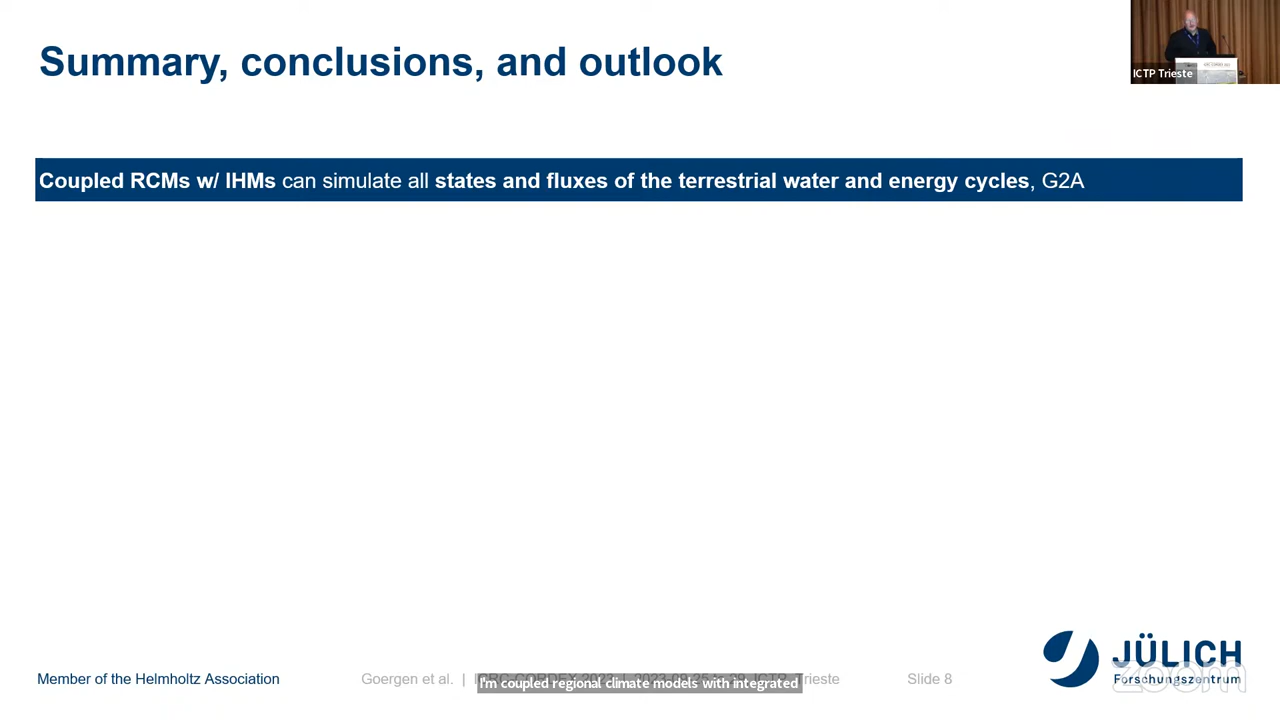 Summary, conclusions, and outlook
ICTP Trieste
Coupled RCMs w/ IHMs can simulate all states and fluxes of the terrestrial water and energy cycles, G2A
JÜLICH
Forschungszentrum
zoom
Member of the Helmholtz Association
Goergen et al. |
Trieste
Slide 8
I'm coupled regional climate models with integrated